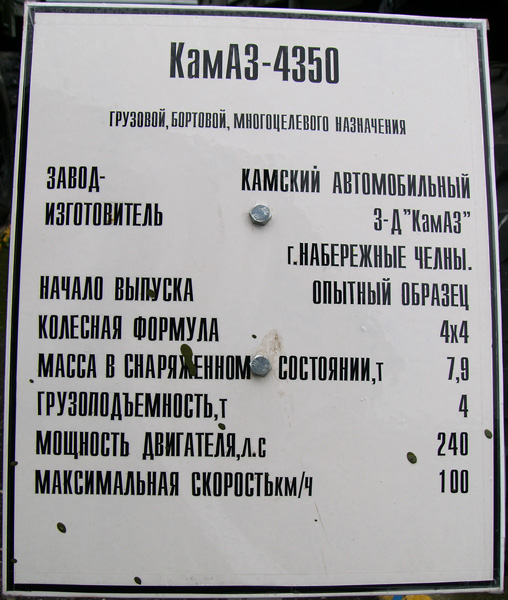 КамАЗ-4350
ГРУЗОВОЙ, БОРТОВОЙ, МНОГОЦЕЛЕВОГО НАЗНАЧЕНИЯ
ЗАВОД- КАМСКИЙ АВТОМОБИЛЬНЫЙ
ИЗГОТОВИТЕЛЬ З-Д"КамАЗ"
г.НАБЕРЕЖНЫЕ ЧЕЛНЫ.
НАЧАЛО ВЫПУСКА ОПЫТНЫЙ ОБРАЗЕЦ
КОЛЕСНАЯ ФОРМУЛА 4х4
МАССА В СНАРЯЖЕННОМ СОСТОЯНИИ,т 7,9
ГРУЗОПОДЪЕМНОСТЬ,т 4
МОЩНОСТЬ ДВИГАТЕЛЯ,л.с 240
МАКСИМАЛЬНАЯ СКОРОСТЬкм/ч 100